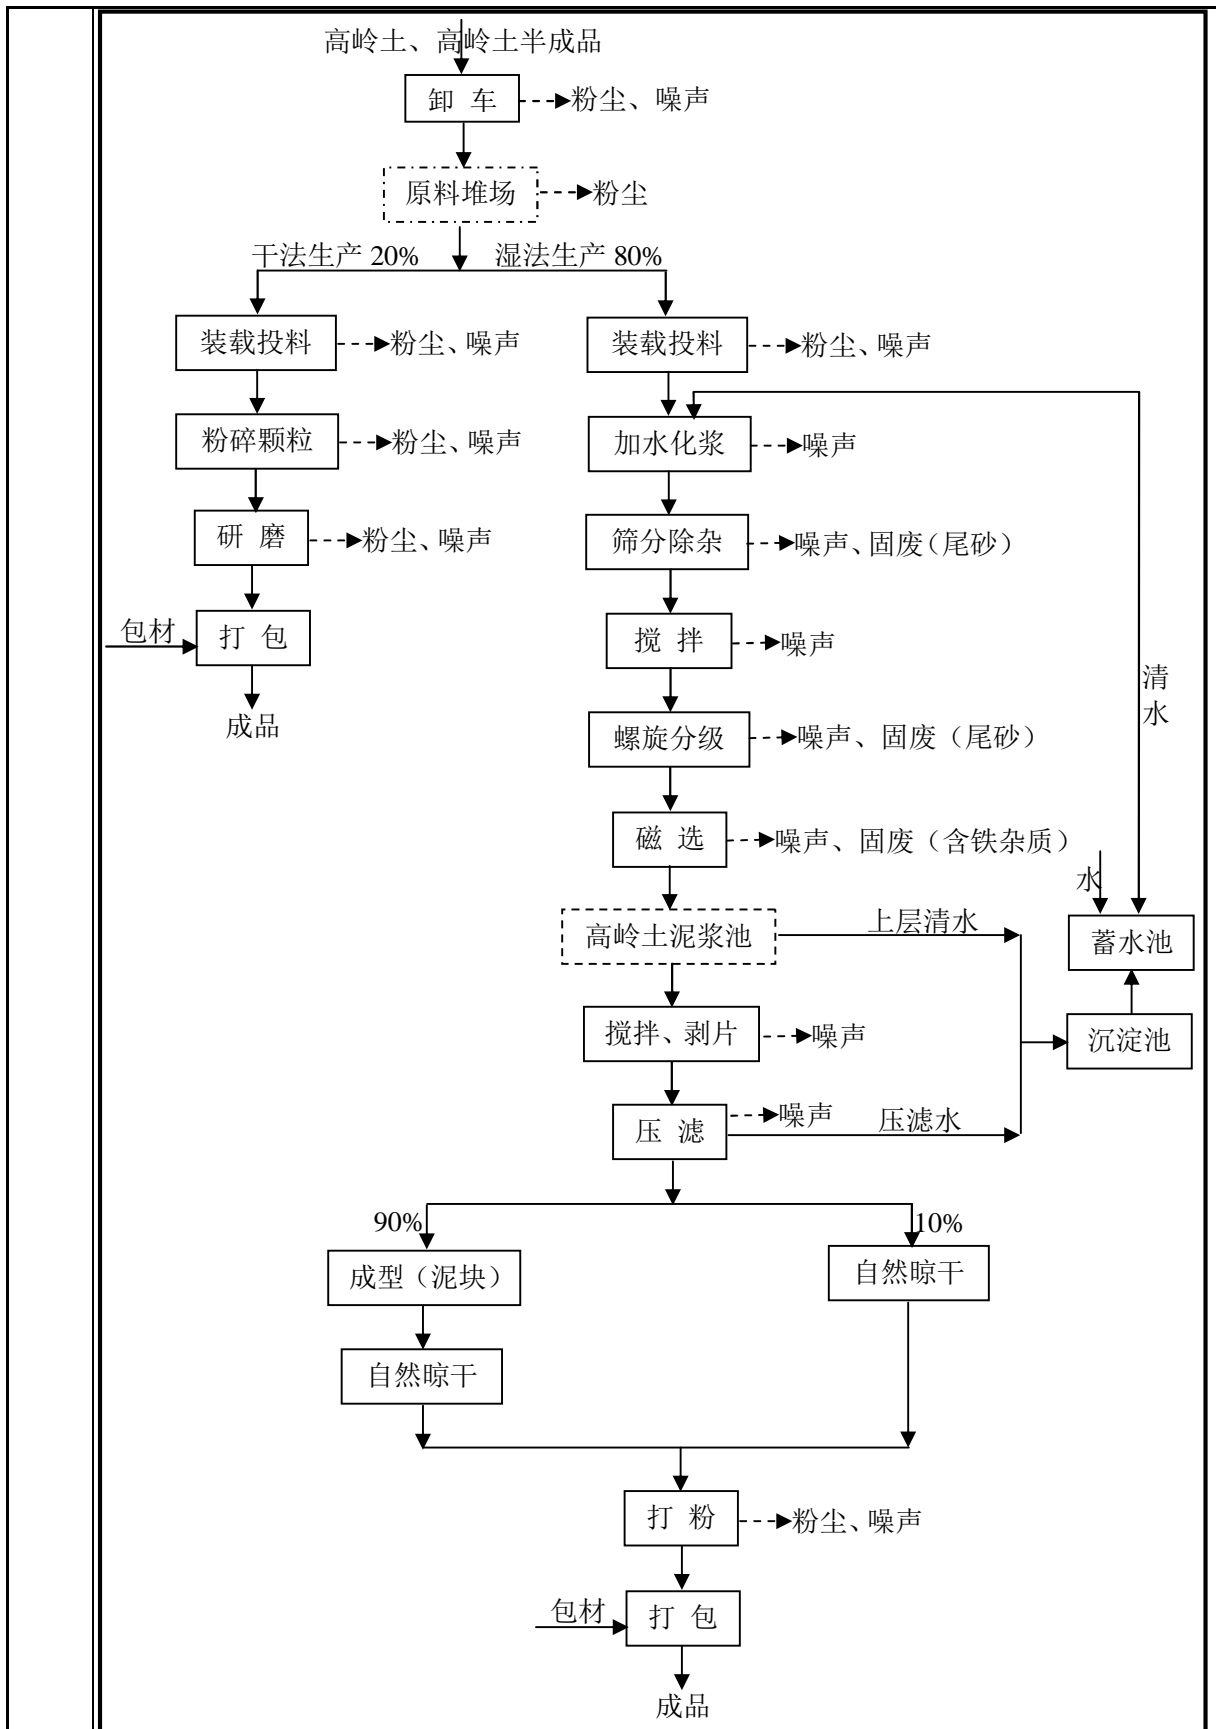 高岭土、高岭土半成品
卸 车
粉尘、噪声
原料堆场
粉尘
干法生产 20%
湿法生产 80%
装载投料
粉尘、噪声
装载投料
粉尘、噪声
粉碎颗粒
粉尘、噪声
加水化浆
噪声
研 磨
粉尘、噪声
筛分除杂
噪声、固废（尾砂）
包材
打 包
搅 拌
噪声
清水
成品
螺旋分级
噪声、固废（尾砂）
磁 选
噪声、固废（含铁杂质）
水
高岭土泥浆池
上层清水
蓄水池
搅拌、剥片
噪声
沉淀池
压 滤
噪声
压滤水
90%
10%
成型（泥块）
自然晾干
自然晾干
打 粉
粉尘、噪声
包材
打 包
成品